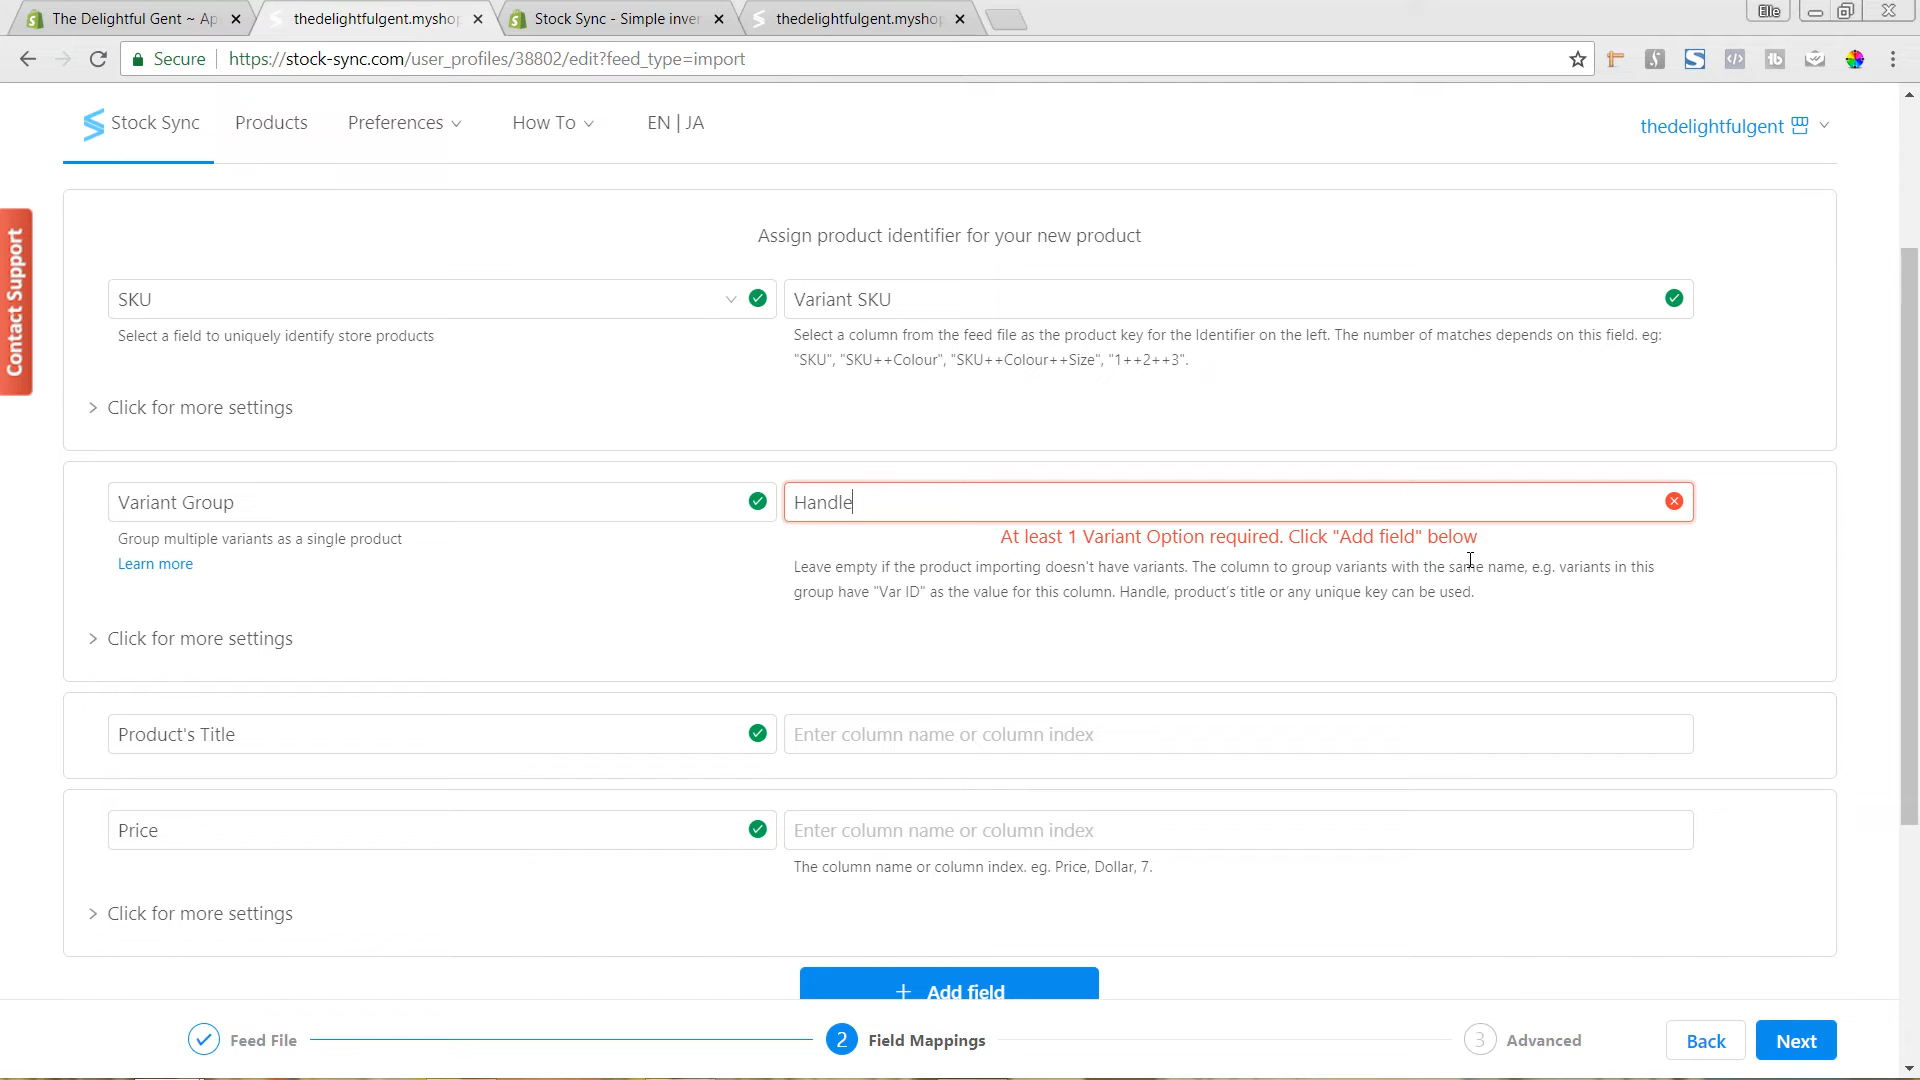 The Delightful Gent ~ Ap
thedelightfulgent.mysho
Stock Sync - Simple inver
thedelightfulgent.mysho
Elle
Secure
https://stock-sync.com/user_profiles/38802/edit?feed_type=import
Stock Sync
Products
Preferences
How To
EN | JA
thedelightfulgent
Contact Support
Assign product identifier for your new product
SKU
Variant SKU
Select a field to uniquely identify store products
Select a column from the feed file as the product key for the Identifier on the left. The number of matches depends on this field. eg:
"SKU", "SKU++Colour", "SKU++Colour++Size", "1++2++3".
Click for more settings
Variant Group
Handle
At least 1 Variant Option required. Click "Add field" below
Group multiple variants as a single product
Learn more
Leave empty if the product importing doesn't have variants. The column to group variants with the same name, e.g. variants in this
group have "Var ID" as the value for this column. Handle, product's title or any unique key can be used.
Click for more settings
Product's Title
Enter column name or column index
Price
Enter column name or column index
The column name or column index. eg. Price, Dollar, 7.
Click for more settings
+ Add field
Feed File
2 Field Mappings
3 Advanced
Back
Next